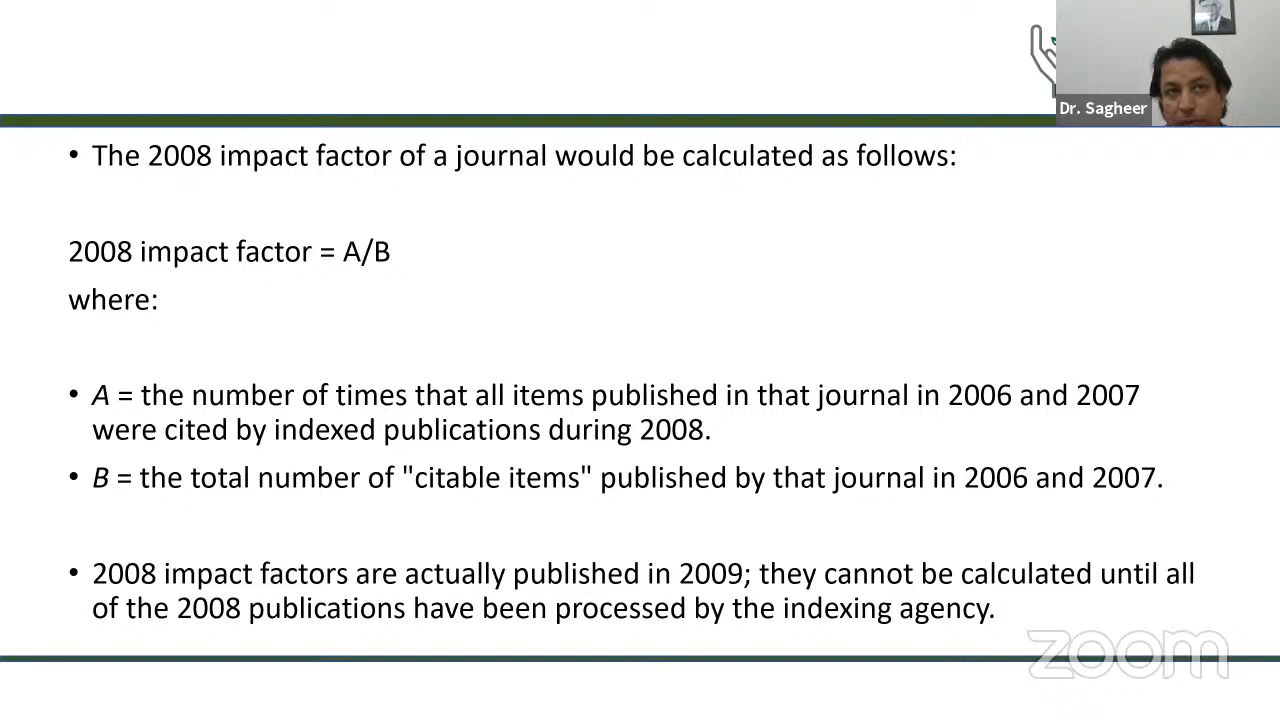 Dr. Sagheer
• The 2008 impact factor of a journal would be calculated as follows:
2008 impact factor = A/B
where:
• A = the number of times that all items published in that journal in 2006 and 2007
were cited by indexed publications during 2008.
• B = the total number of "citable items" published by that journal in 2006 and 2007.
• 2008 impact factors are actually published in 2009; they cannot be calculated until all
of the 2008 publications have been processed by the indexing agency.
zoom